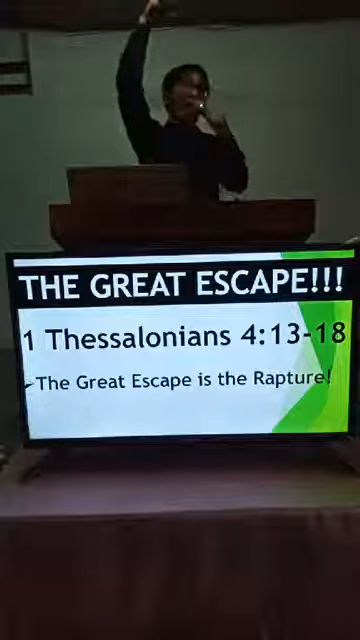 THE GREAT ESCAPE!!!
1 Thessalonians 4:13-18
➤The Great Escape is the Rapture!